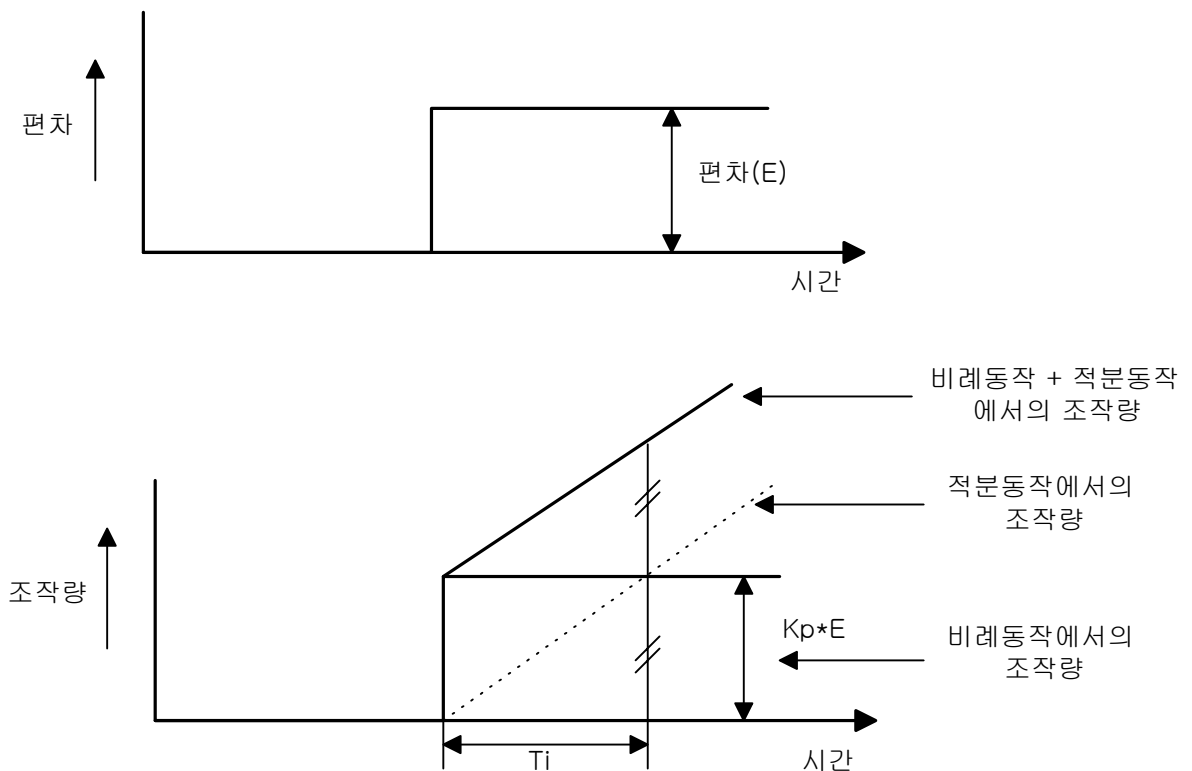 편차
편차(E)
시간
비례동작 + 적분동작
에서의 조작량
적분동작에서의
조작량
조작량
Kp*E
비례동작에서의
조작량
Ti
시간